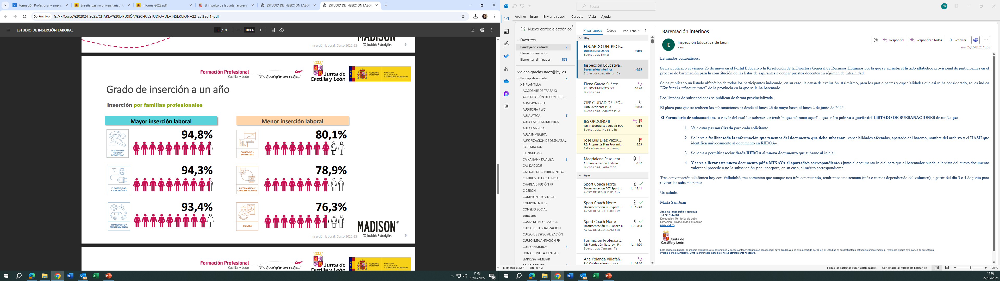 Formación Profesional y emplec
Enseñanzas no universitarias. Fo
informe-2023.pdf
El impulso de la Junta favorece
ESTUDIO DE INSERCIÓN LABOR
ESTUDIO DE INSERCIÓN LABOR
Archivo
G:/FP/Curso%202024-2025/CHARLA%20DIFUSIÓN%20FP/ESTUDIO+DE+INSERCION+22_23%20(1).pdf
ESTUDIO DE INSERCIÓN LABORAL
6 / 9
100%
MADISON
CX, Insights & Analytics
Inserción laboral. Curso 2022-23
5
Formación Profesional
Castilla y León
"Un itinerario con éxito..."
Junta de
Castilla y León
GOBIERNO
DE ESPAÑA
MINISTERIO
DE EDUCACIÓN
Y FORMACIÓN PROFESIONAL
Grado de inserción a un año
Inserción por familias profesionales
Mayor inserción laboral
Menor inserción laboral
94,8%
ACTIVIDADES
FÍSICAS Y
DEPORTIVAS
80,1%
COMERCIO Y
MARKETING
94,3%
ELECTRICIDAD
Y ELECTRÓNICA
78,9%
INFORMÁTICA Y
COMUNICACIONES
93,4%
TRANSPORTE Y
MANTENIMIENTO
76,3%
QUÍMICA
MADISON
CX, Insights & Analytics
Inserción laboral. Curso 2022-23
6
Formación Profesional
Castilla y León
"Un itinerario con éxito..."
Junta de
Castilla y León
GOBIERNO
DE ESPAÑA
MINISTERIO
DE EDUCACIÓN
Y FORMACIÓN PROFESIONAL
11:03
27/05/2025
19
Buscar
EG
Archivo
Inicio
Enviar y recibir
Carpeta
Vista
Ayuda
Nuevo correo electrónico
Favoritos
Bandeja de entrada 2
Elementos enviados
Elementos eliminados 878
elena.garciasuarez@jcyl.es
Bandeja de entrada 2
1-PLANTILLA
ACCIDENTE DE TRABAJO
ACREDITACIÓN DE COMPETE...
ADMISIÓN CCFF
AUDITORIA PWC
AULA ATECA 7
AULA EMPRENDIMIENTOS
AULA EMPRESA
AULA INMERSIVA
AUTORIZACIÓN DE DESPLAZA...
BAREMACIÓN
BILINGUISMO
CAIXA BANK DUALIZA 3
CALIDAD 2023
CALIDAD DE CENTROS INTEG...
CENTROS DE EXCELENCIA
CHARLA DIFUSIÓN FP
CICERÓN
COMISIÓN PROVINCIAL
COMPONENTE 19
CONSEJO SOCIAL
contactos
COSAS DE INFORMÁTICA
CURSO DE DIGITALIZACIÓN
CURSO DE ESPECIALIZACIÓN
CURSO IMPLANTACIÓN FP
CURSO NATURGY 3
DONACIONES A CENTROS
EMPRESA FAMILIAR
Prioritarios
Otros
Por Fecha
Hoy
EDUARDO DEL RIO P...
Dudas curso 25/26 10:50
Buenos días Elena:
Inspección Educativa...
Baremación interinos 10:35
Estimados compañeros: Se
Elena García Suárez
RE: DOCUMENTOS FCT 10:28
Buenos días :
CIFP CIUDAD DE LEÓ...
Parte Accidente PICA 10:18
Buenos días, Adjunto PICA
IES ORDOÑO II
RE: Presupuestos aula ATECA 9:36
Buenos días. No se lo he
José Luis Díaz Vázqu...
RE: Propuesta Plan Provinci... 8:53
Falta el número de plazas,
Magdalena Pesquera...
Criterio Selección Forteco 8:07
Buenos días, Advertido
Ayer
Sport Coach Norte
Documentación FCT Sport ... lu. 15:41
AVISO DE SEGURIDAD: Este
Sport Coach Norte
Documentación FCT Sport ... lu. 15:40
AVISO DE SEGURIDAD: Este
Sport Coach Norte
Documentación FCT (anexo I) lu. 15:38
AVISO DE SEGURIDAD: Este
Formacion Profesion...
RE: Fundación Naturgy - F... lu. 14:20
Buenos días Carmen: Te
Ana Yolanda Villafañ...
RV: Colaboradores oposici... lu. 14:10
Baremación interinos
IE
Inspección Educativa de Leon
Para
Responder
Responder a todos
Reenviar
ma. 27/05/2025 10:35
Estimados compañeros:
Se ha publicado el viernes 23 de mayo en el Portal Educativo la Resolución de la Directora General de Recursos Humanos por la que se aprueba el listado alfabético provisional de participantes en el
proceso de baremación para la constitución de las listas de aspirantes a ocupar puestos docentes en régimen de interinidad.
Se ha publicado un listado alfabético de todos los participantes indicando, en su caso, la causa de exclusión. Asimismo, para los participantes y especialidades que así se ha considerado, se les indica
“Ver listado subsanaciones” de la provincia en la que se le ha baremado.
Los listados de subsanaciones se publican de forma provincializada.
El plazo para que se realicen las subsanaciones es desde el lunes 26 de mayo hasta el lunes 2 de junio de 2025.
El Formulario de subsanaciones a través del cual los solicitantes tendrán que subsanar aquello que se les pide va a partir del LISTADO DE SUBSANACIONES de modo que:
1. Va a estar personalizado para cada solicitante.
2. Se le va a facilitar toda la información que tenemos del documento que debe subsanar –especialidades afectadas, apartado del baremo, nombre del archivo y el HASH que
identifica unívocamente al documento en REDOA-.
3. Se le va a permitir asociar desde REDOA el nuevo documento que subsane al inicial.
4. Y se va a llevar este nuevo documento pdf a MINAYA al apartado/s correspondiente/s junto al documento inicial para que el baremador pueda, a la vista del nuevo documento
valorar si procede o no la subsanación y se incorpore, en su caso, el mérito correspondiente.
Tras conversación telefónica hoy con Valladolid, me comentan que aunque nos irán concretando, tendremos una semana (más o menos dependiendo del volumen), a partir del día 3 o 4 de junio para
revisar las subsanaciones.
Un saludo,
María San Juan
Área de Inspección Educativa
Tel. 987344084
Delegación Territorial de León
Dirección Provincial de Educación
www.jcyl.es
Junta de
Castilla y León
Este correo va dirigido, de manera exclusiva, a su destinatario y puede contener información confidencial, cuya divulgación no está permitida por la ley. Si usted no es su destinatario notifíquelo urgentemente al remitente y borre este correo de su sistema.
Proteja el Medio Ambiente. Evite imprimir este mensaje si no es estrictamente necesario.
Elementos: 2.571
Sin leer: 2
Todas las carpetas están actualizadas.
Conectado a: Microsoft Exchange
100 %
11:03
27/05/2025